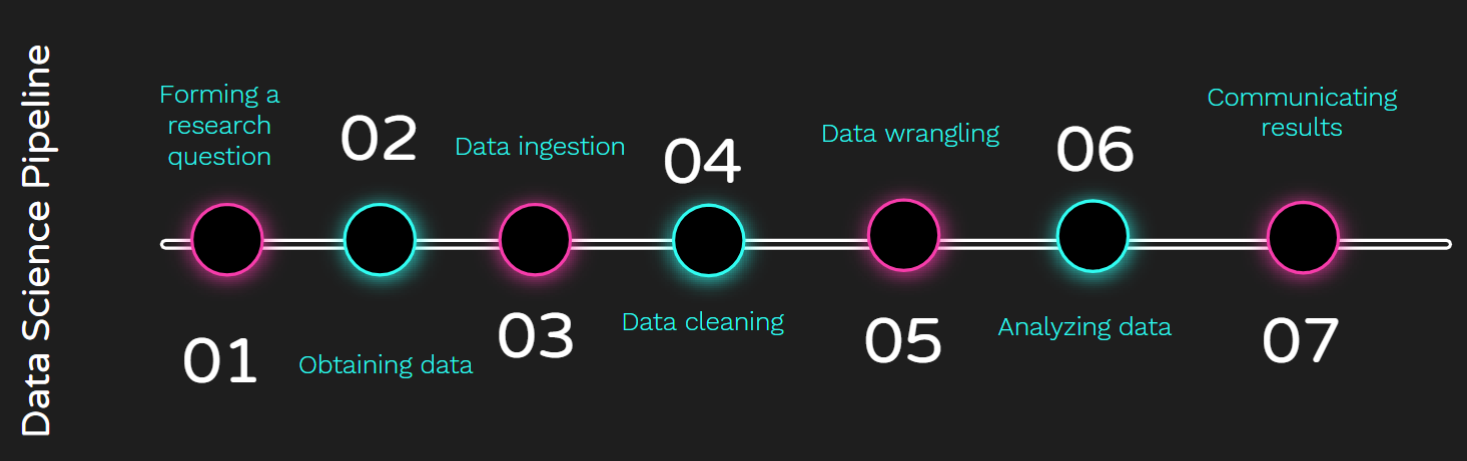 Data Science Pipeline
Forming a
research
question
01
02
Obtaining data
Data ingestion
03
04
Data cleaning
Data wrangling
05
06
Analyzing data
Communicating
results
07